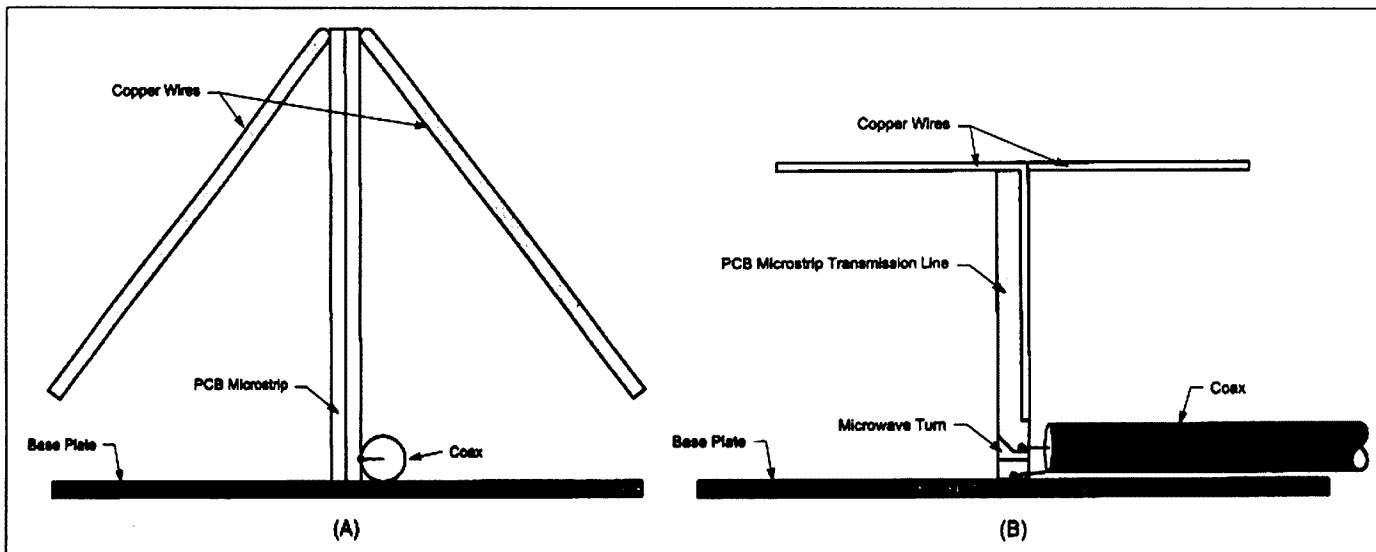 Copper Wires
PCB Microstrip
Base Plate
Coax
(A)
Copper Wires
PCB Microstrip Transmission Line
Coax
Microwave Turn
Base Plate
(B)